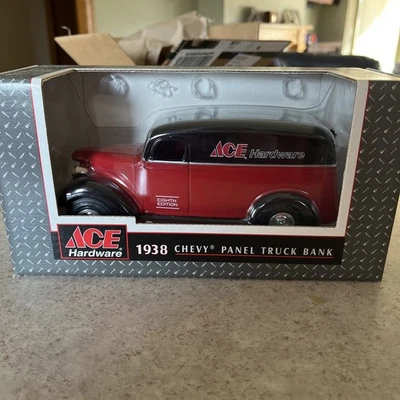 ACE Hardware
EIGHTH
EDITION
ACE
Hardware
1938 CHEVY® PANEL TRUCK BANK